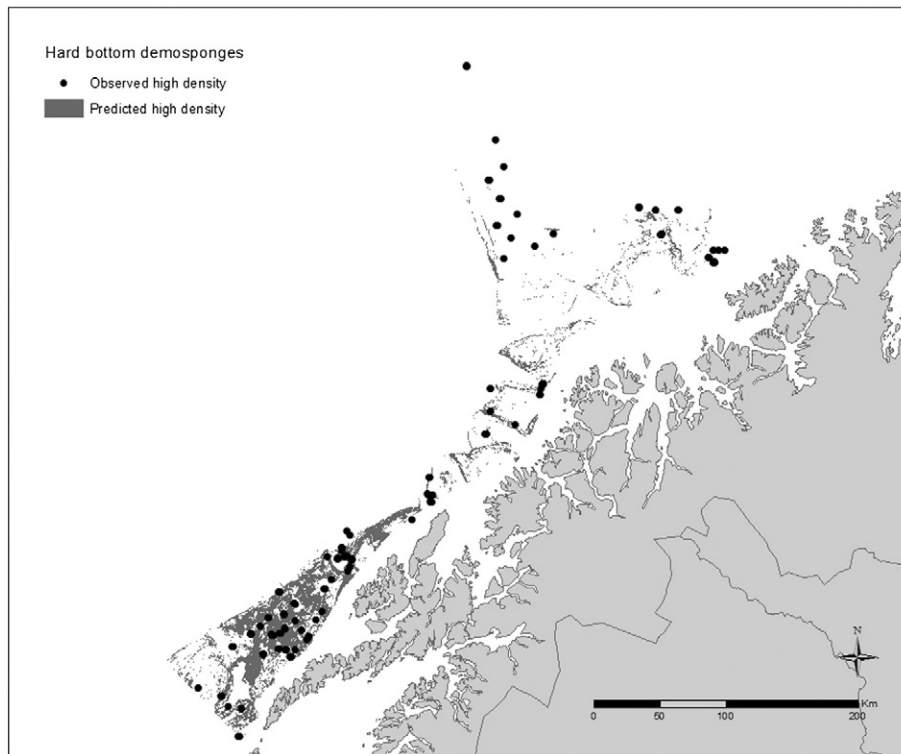 Hard bottom demosponges
Observed high density
Predicted high density
N
Km
0 50 100 200